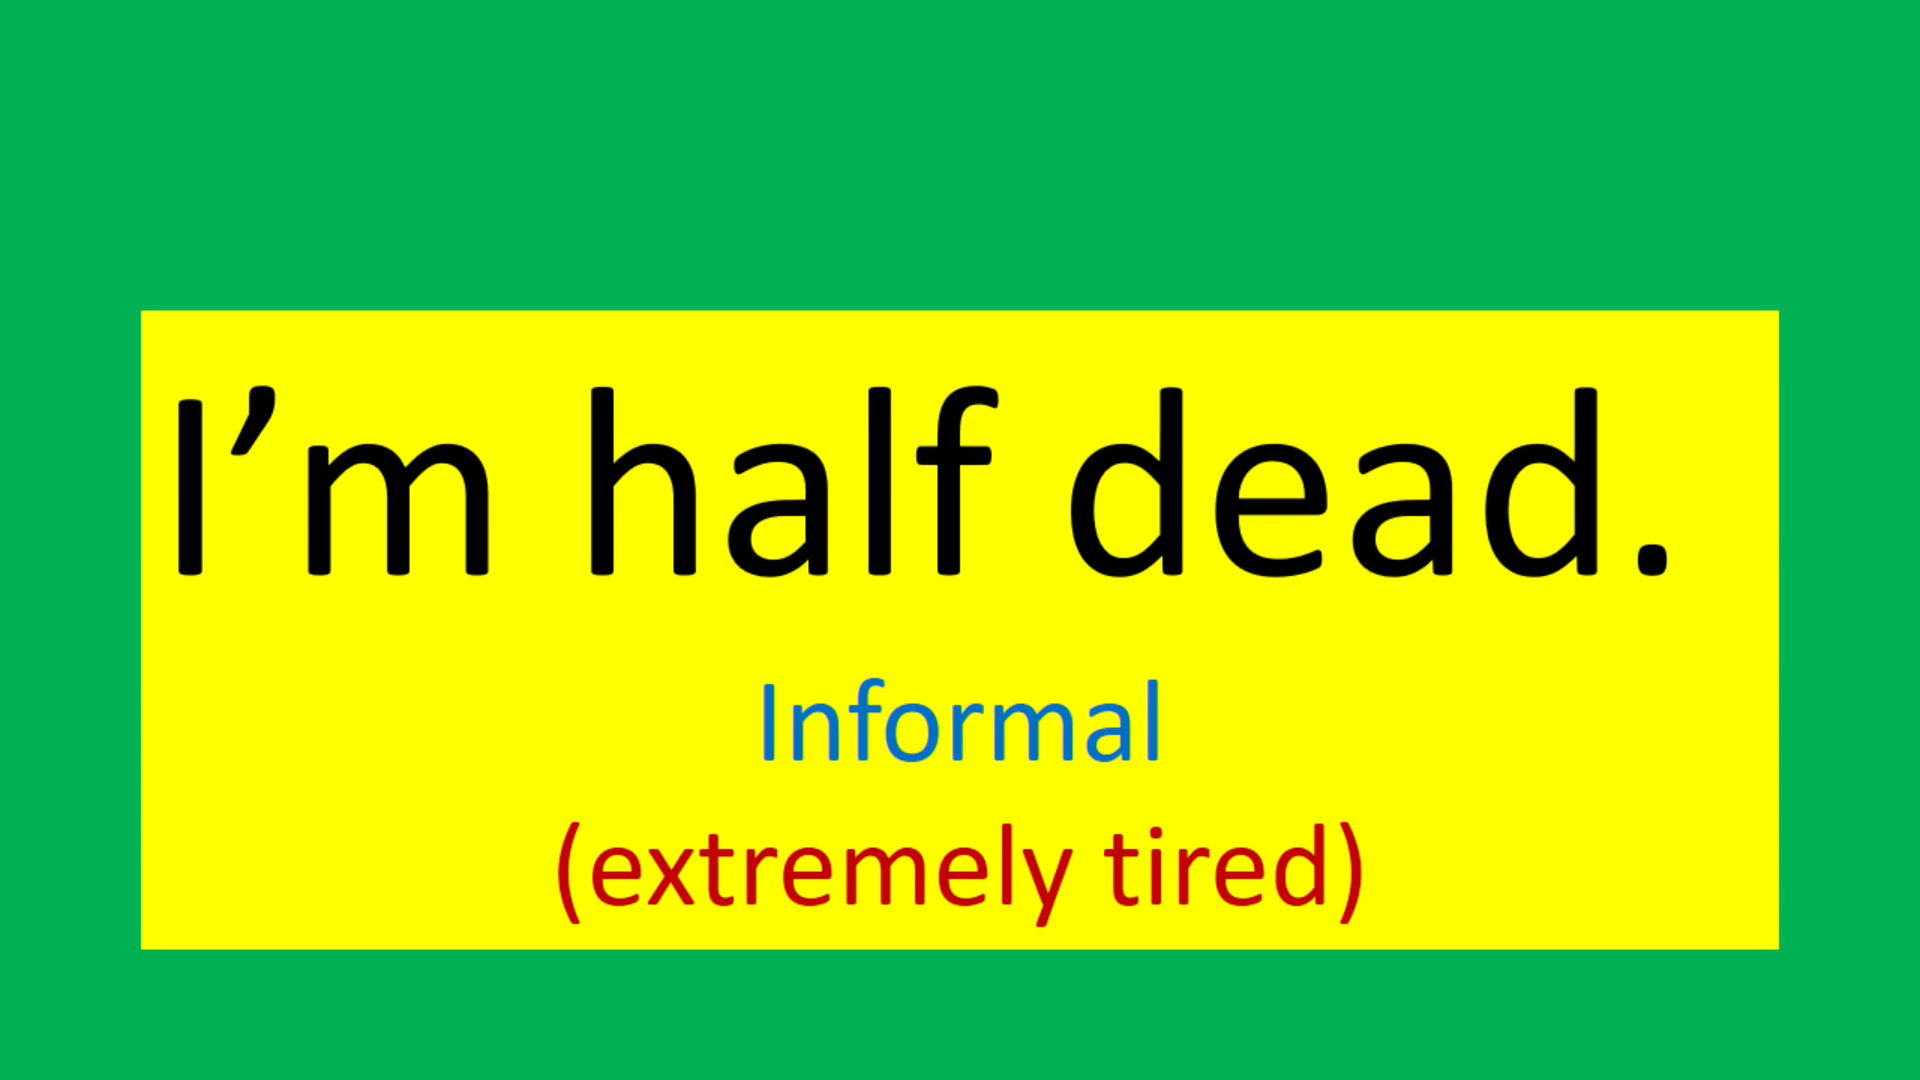 I’m half dead.
Informal
(extremely tired)